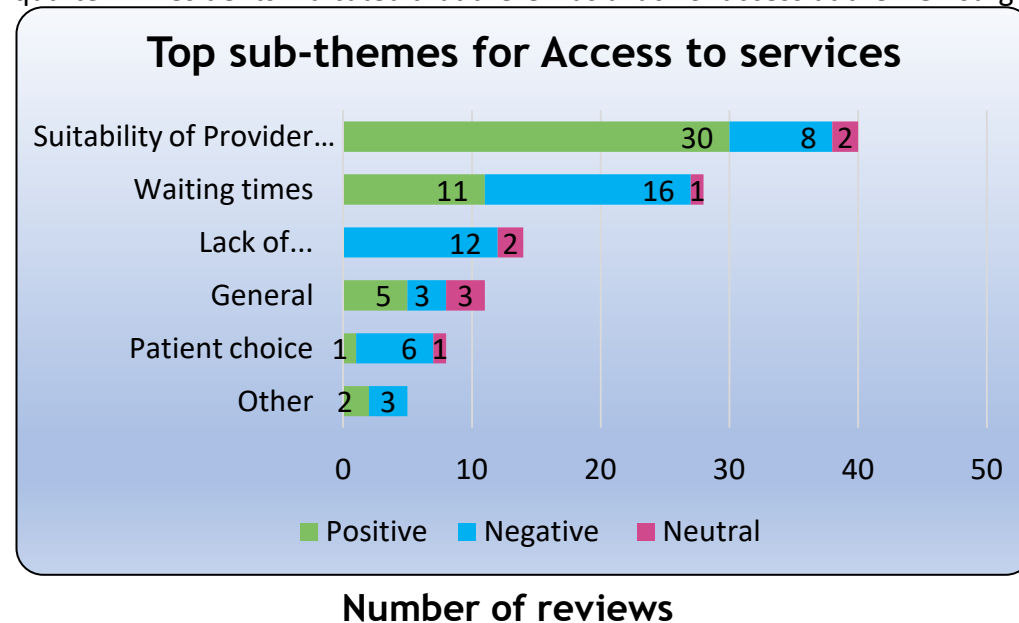 Top sub-themes for Access to services
Suitability of Provider... 30 8 2
Waiting times 11 16 1
Lack of... 12 2
General 5 3 3
Patient choice 1 6 1
Other 2 3
0 10 20 30 40 50
Positive Negative Neutral
Number of reviews